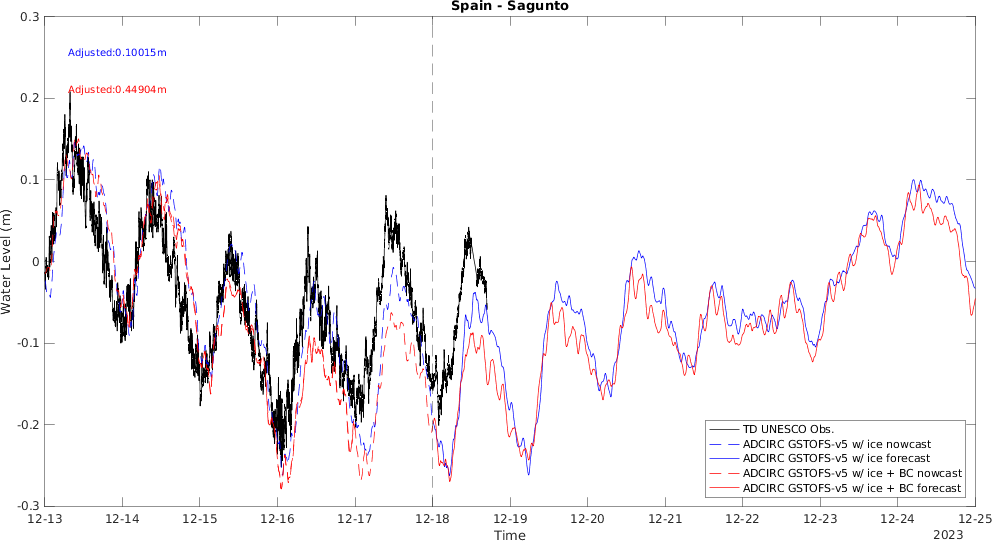 Spain - Sagunto
Adjusted:0.10015m
Adjusted:0.44904m
Water Level (m)
0.3
0.2
0.1
0
-0.1
-0.2
-0.3
12-13 12-14 12-15 12-16 12-17 12-18 12-19 12-20 12-21 12-22 12-23 12-24 12-25
Time
2023
TD UNESCO Obs.
ADCIRC GSTOFS-v5 w/ ice nowcast
ADCIRC GSTOFS-v5 w/ ice forecast
ADCIRC GSTOFS-v5 w/ ice + BC nowcast
ADCIRC GSTOFS-v5 w/ ice + BC forecast